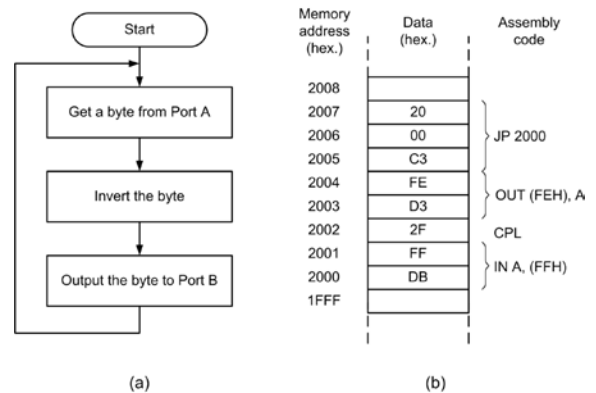 Start
Get a byte from Port A
Invert the byte
Output the byte to Port B
(a)
Memory address (hex.) Data (hex.) Assembly code
2008
2007 20
2006 00 JP 2000
2005 C3
2004 FE
2003 D3 OUT (FEH), A
2002 2F CPL
2001 FF
2000 DB IN A, (FFH)
1FFF
(b)